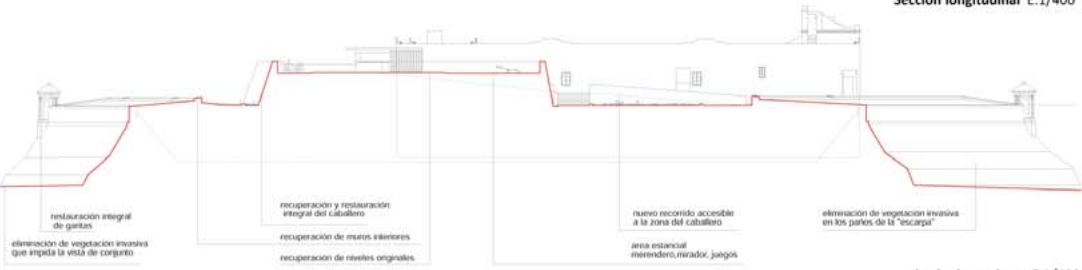 Sección longitudinal E:1/400
restauración integral
de garitas
eliminación de vegetación invasiva
que impida la vista de conjunto
recuperación y restauración
integral del caballero
recuperación de muros interiores
recuperación de niveles originales
nuevo recorrido accesible
a la zona del caballero
area estancial
merendero,mirador, juegos
eliminación de vegetación invasiva
en los paños de la "escarpa"